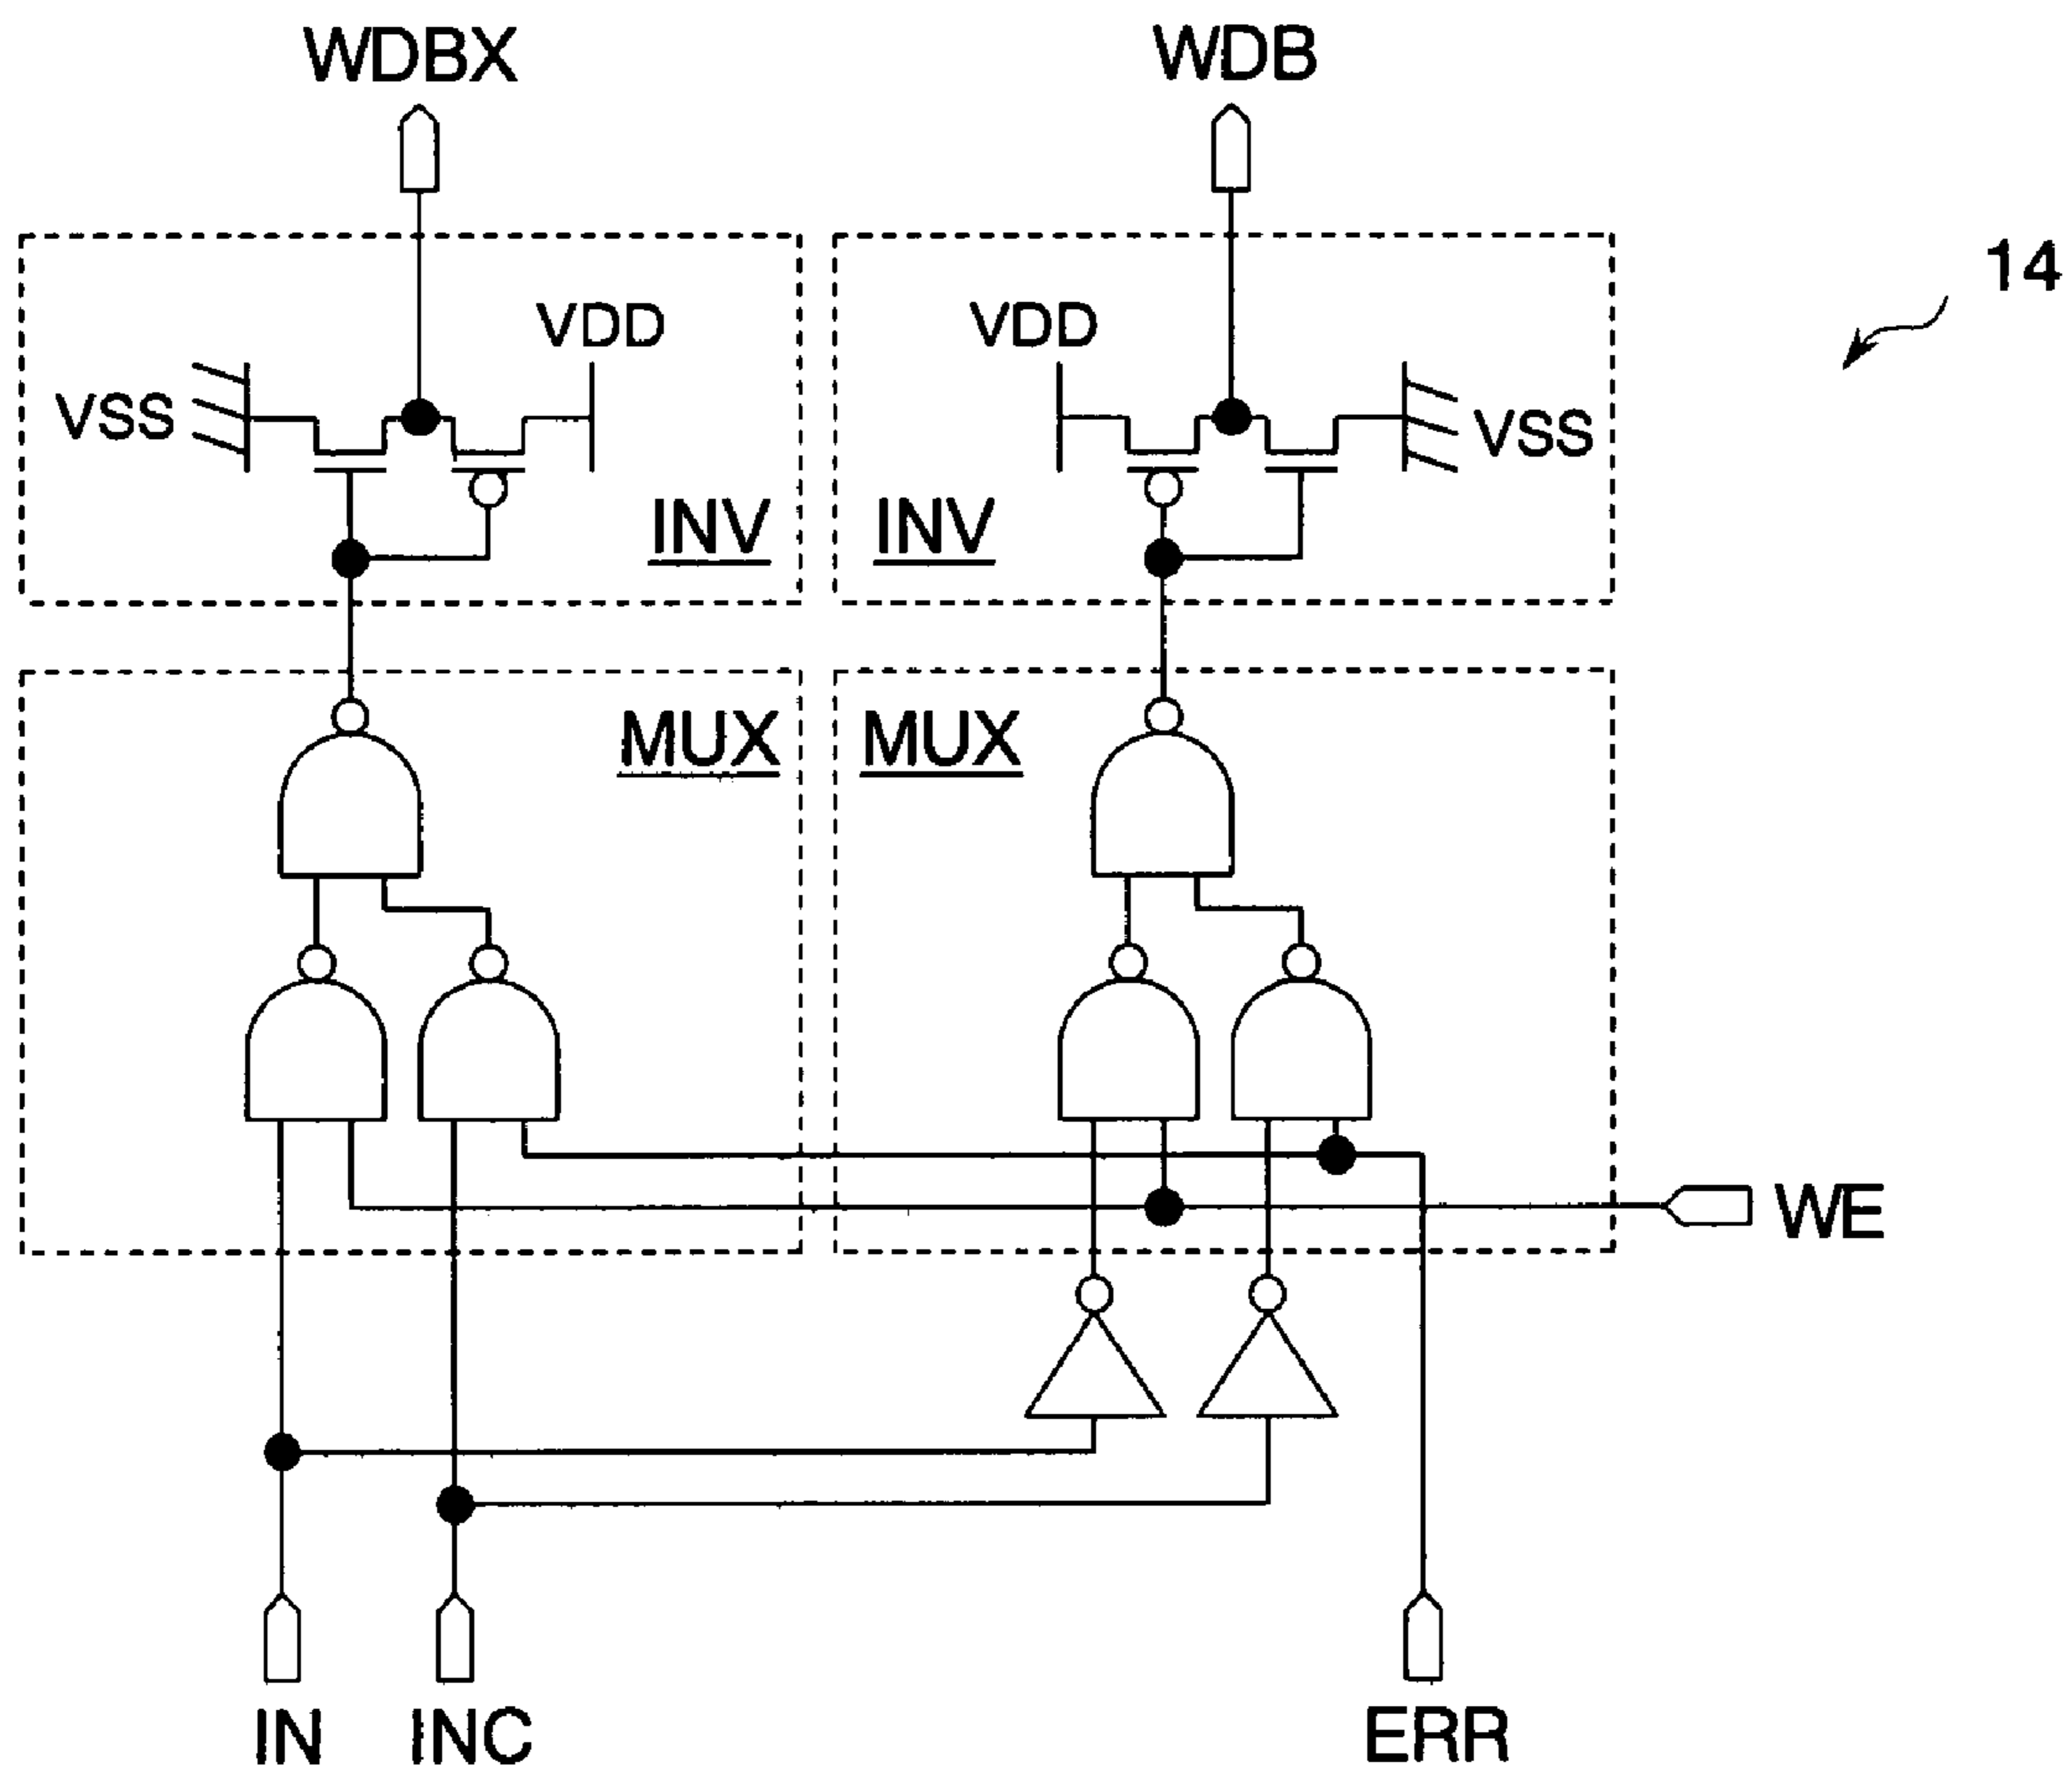 WDBX
WDB
14
VDD
VDD
VSS
VSS
INV
INV
MUX
MUX
WE
IN
INC
ERR